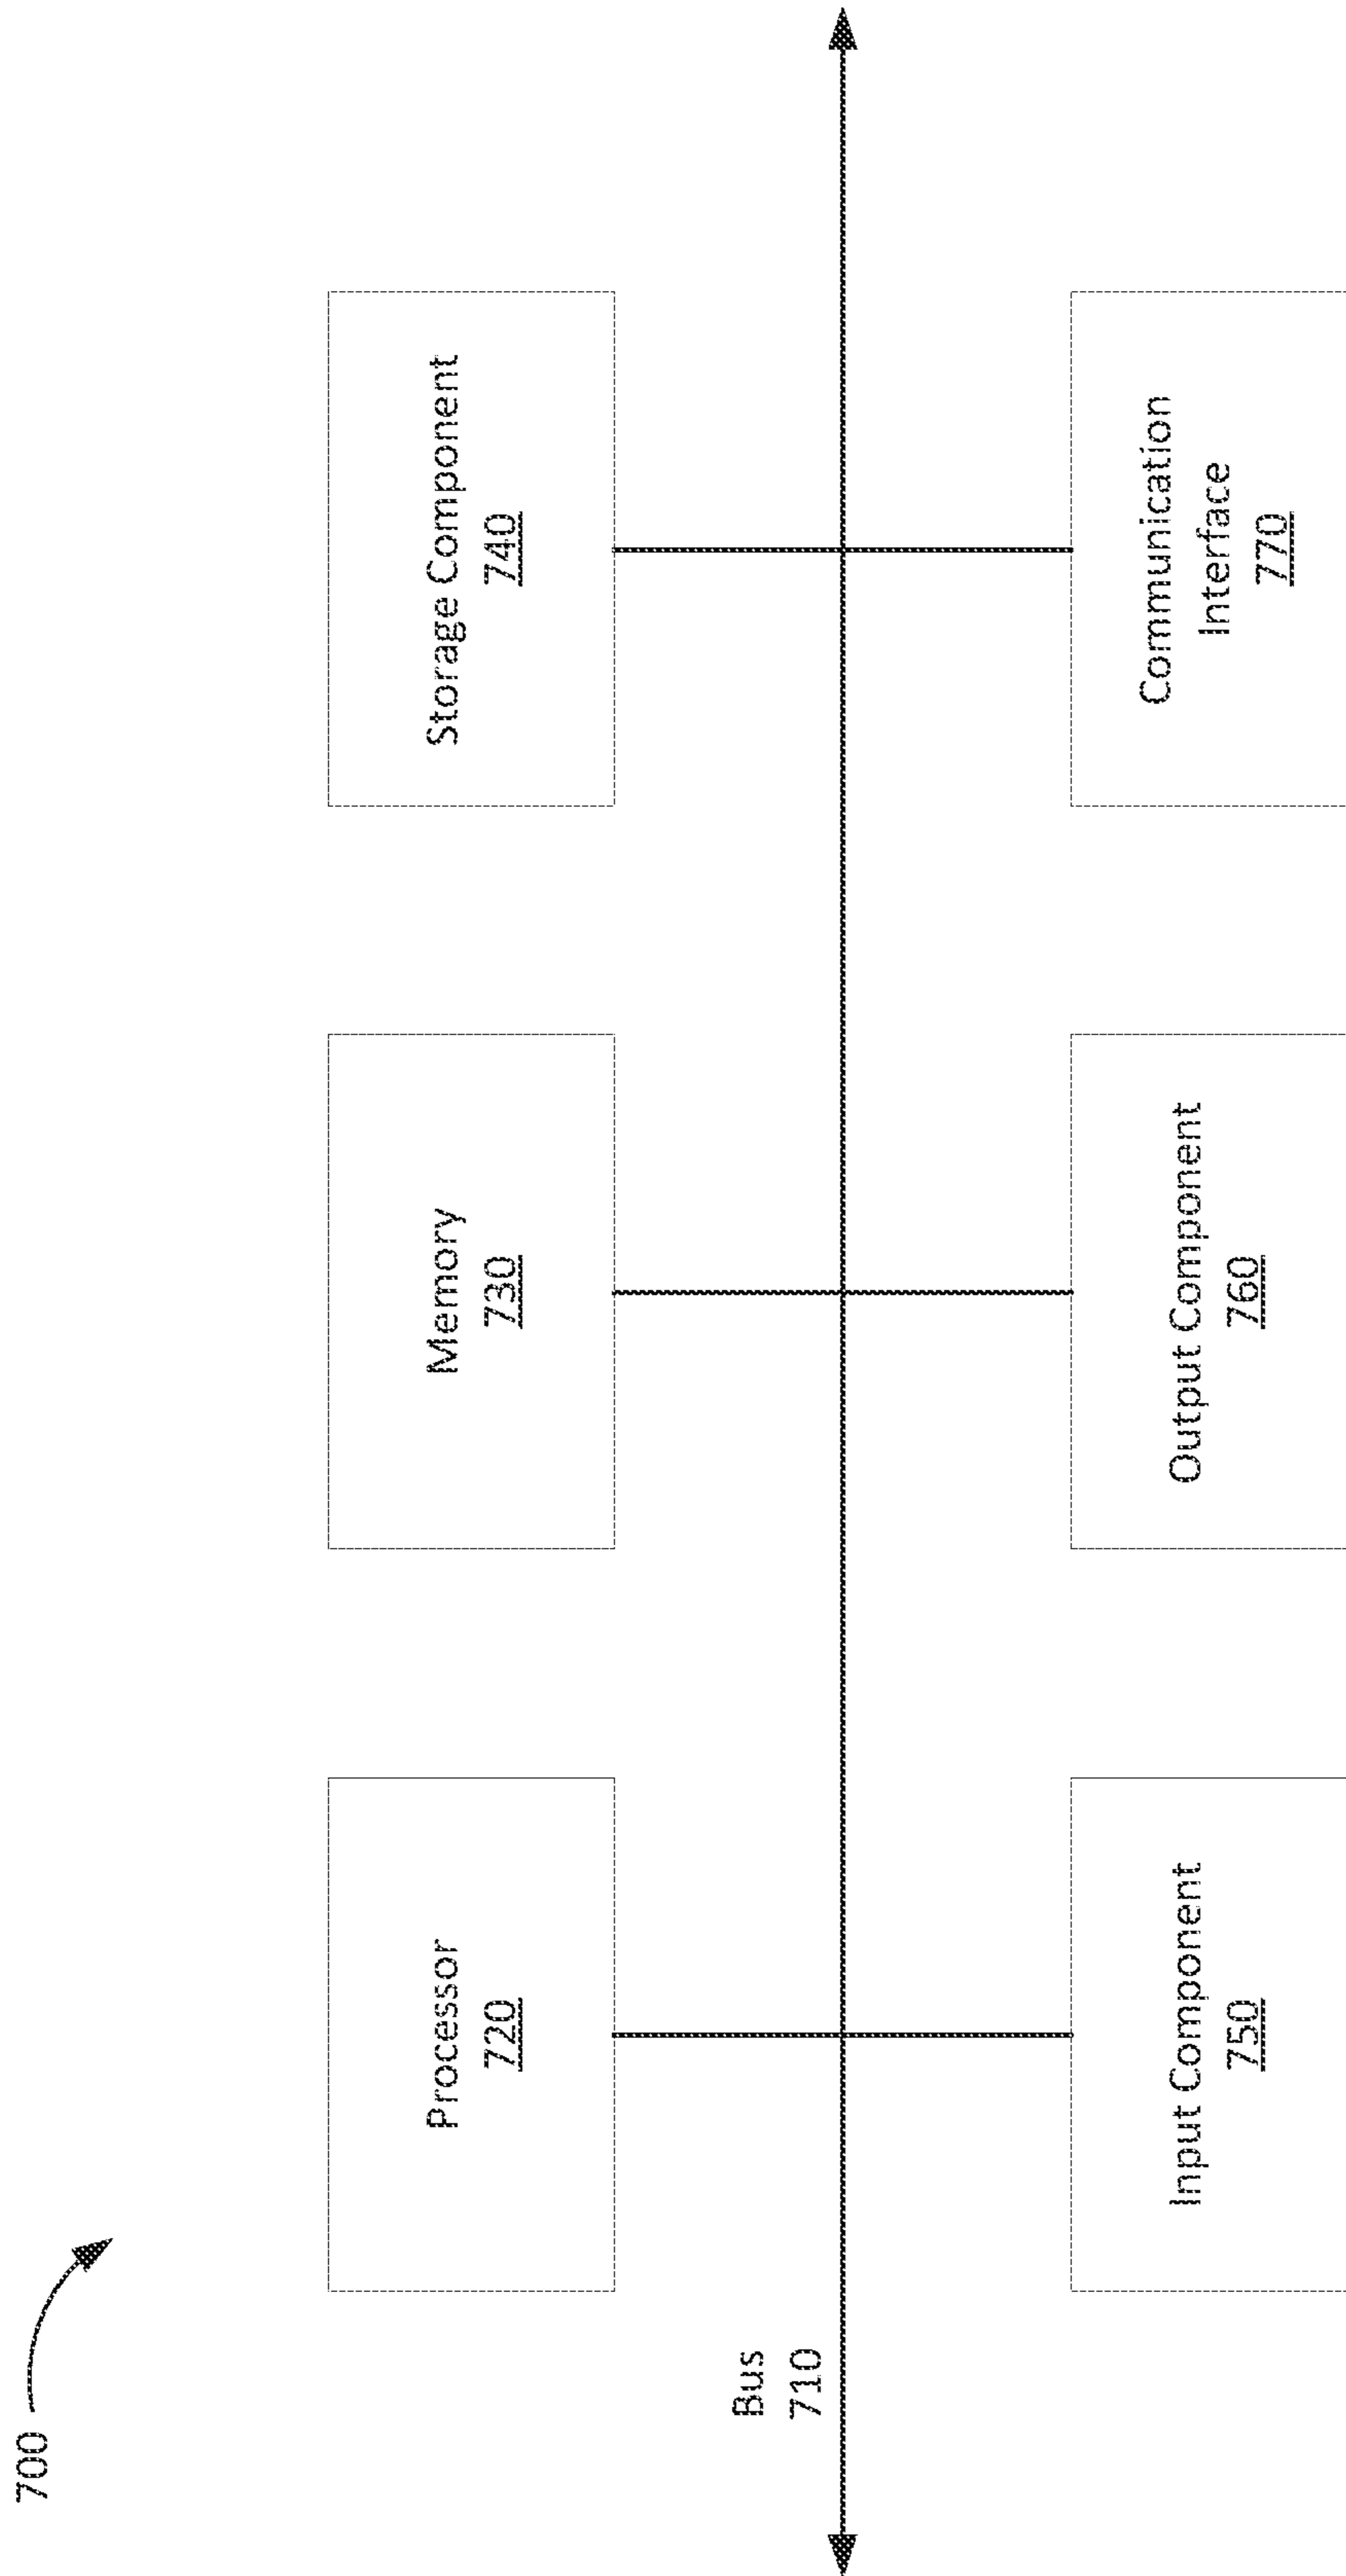 700
Processor
720
Memory
730
Storage Component
740
Bus
710
Input Component
750
Output Component
760
Communication
Interface
770